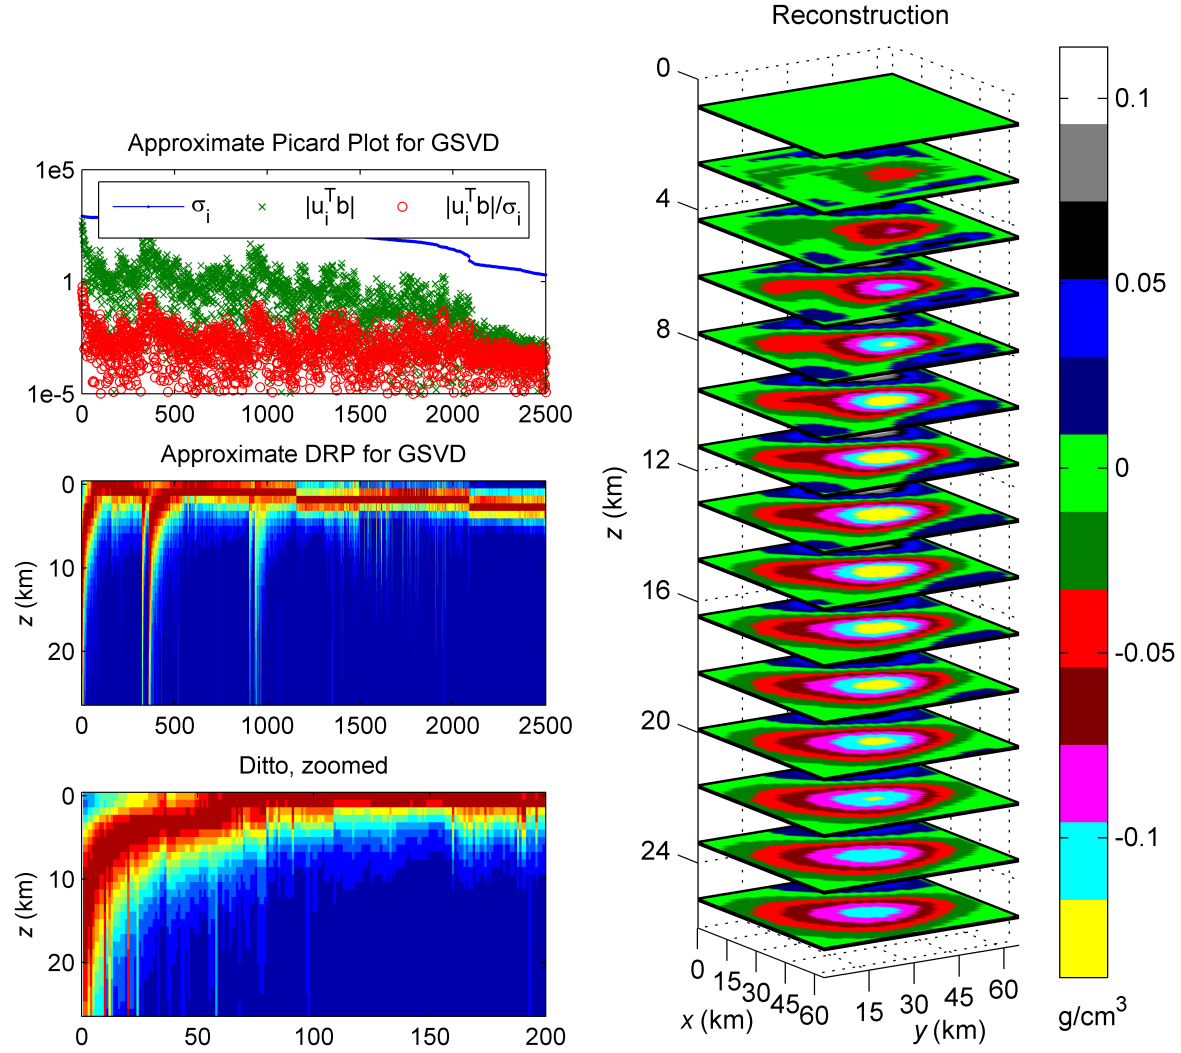 Approximate Picard Plot for GSVD
1e5
1
1e-5
σi |uiTb| |uiTb|/σi
0 500 1000 1500 2000 2500
Approximate DRP for GSVD
0
10
20
z (km)
0 500 1000 1500 2000 2500
Ditto, zoomed
0
10
20
z (km)
0 50 100 150 200
Reconstruction
0
4
8
12
16
20
24
z (km)
0 15 30 45 60
x (km)
15 30 45 60
y (km)
0.1
0.05
0
-0.05
-0.1
g/cm3